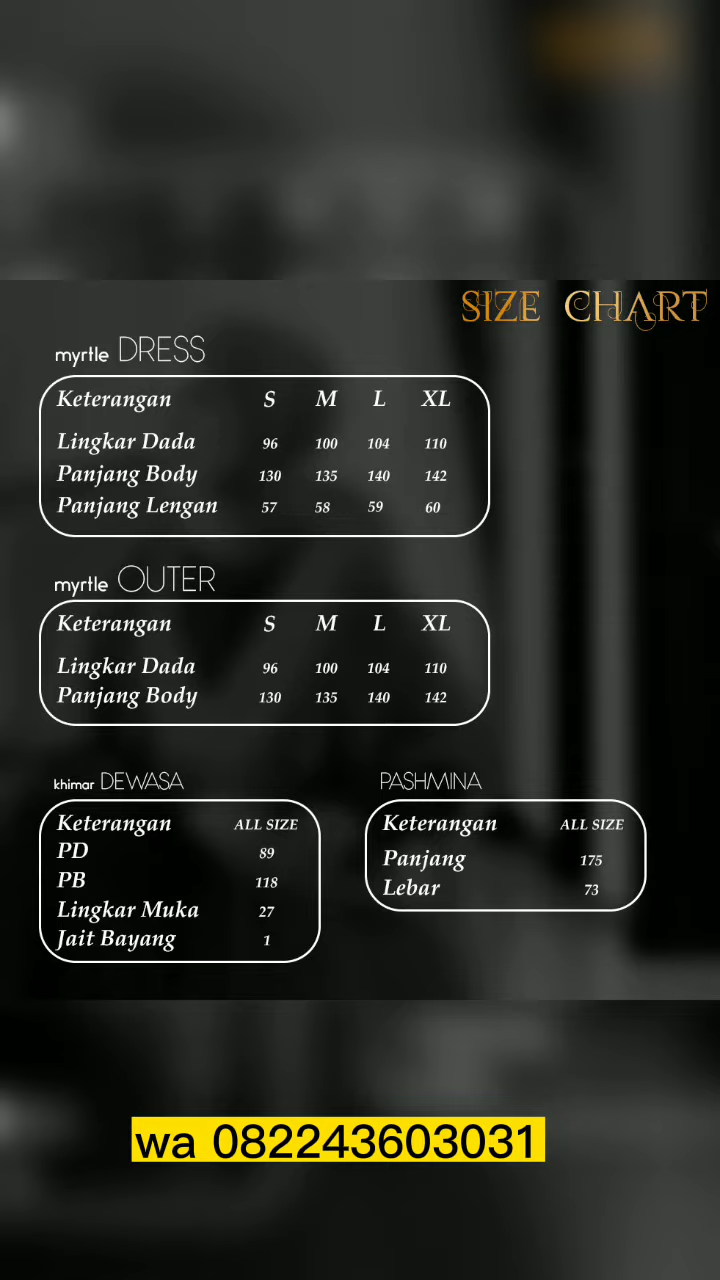 SIZE CHART
myrtle DRESS
Keterangan S M L XL
Lingkar Dada 96 100 104 110
Panjang Body 130 135 140 142
Panjang Lengan 57 58 59 60
myrtle OUTER
Keterangan S M L XL
Lingkar Dada 96 100 104 110
Panjang Body 130 135 140 142
khimar DEWASA
Keterangan ALL SIZE
PD 89
PB 118
Lingkar Muka 27
Jait Bayang 1
PASHMINA
Keterangan ALL SIZE
Panjang 175
Lebar 73
wa 082243603031